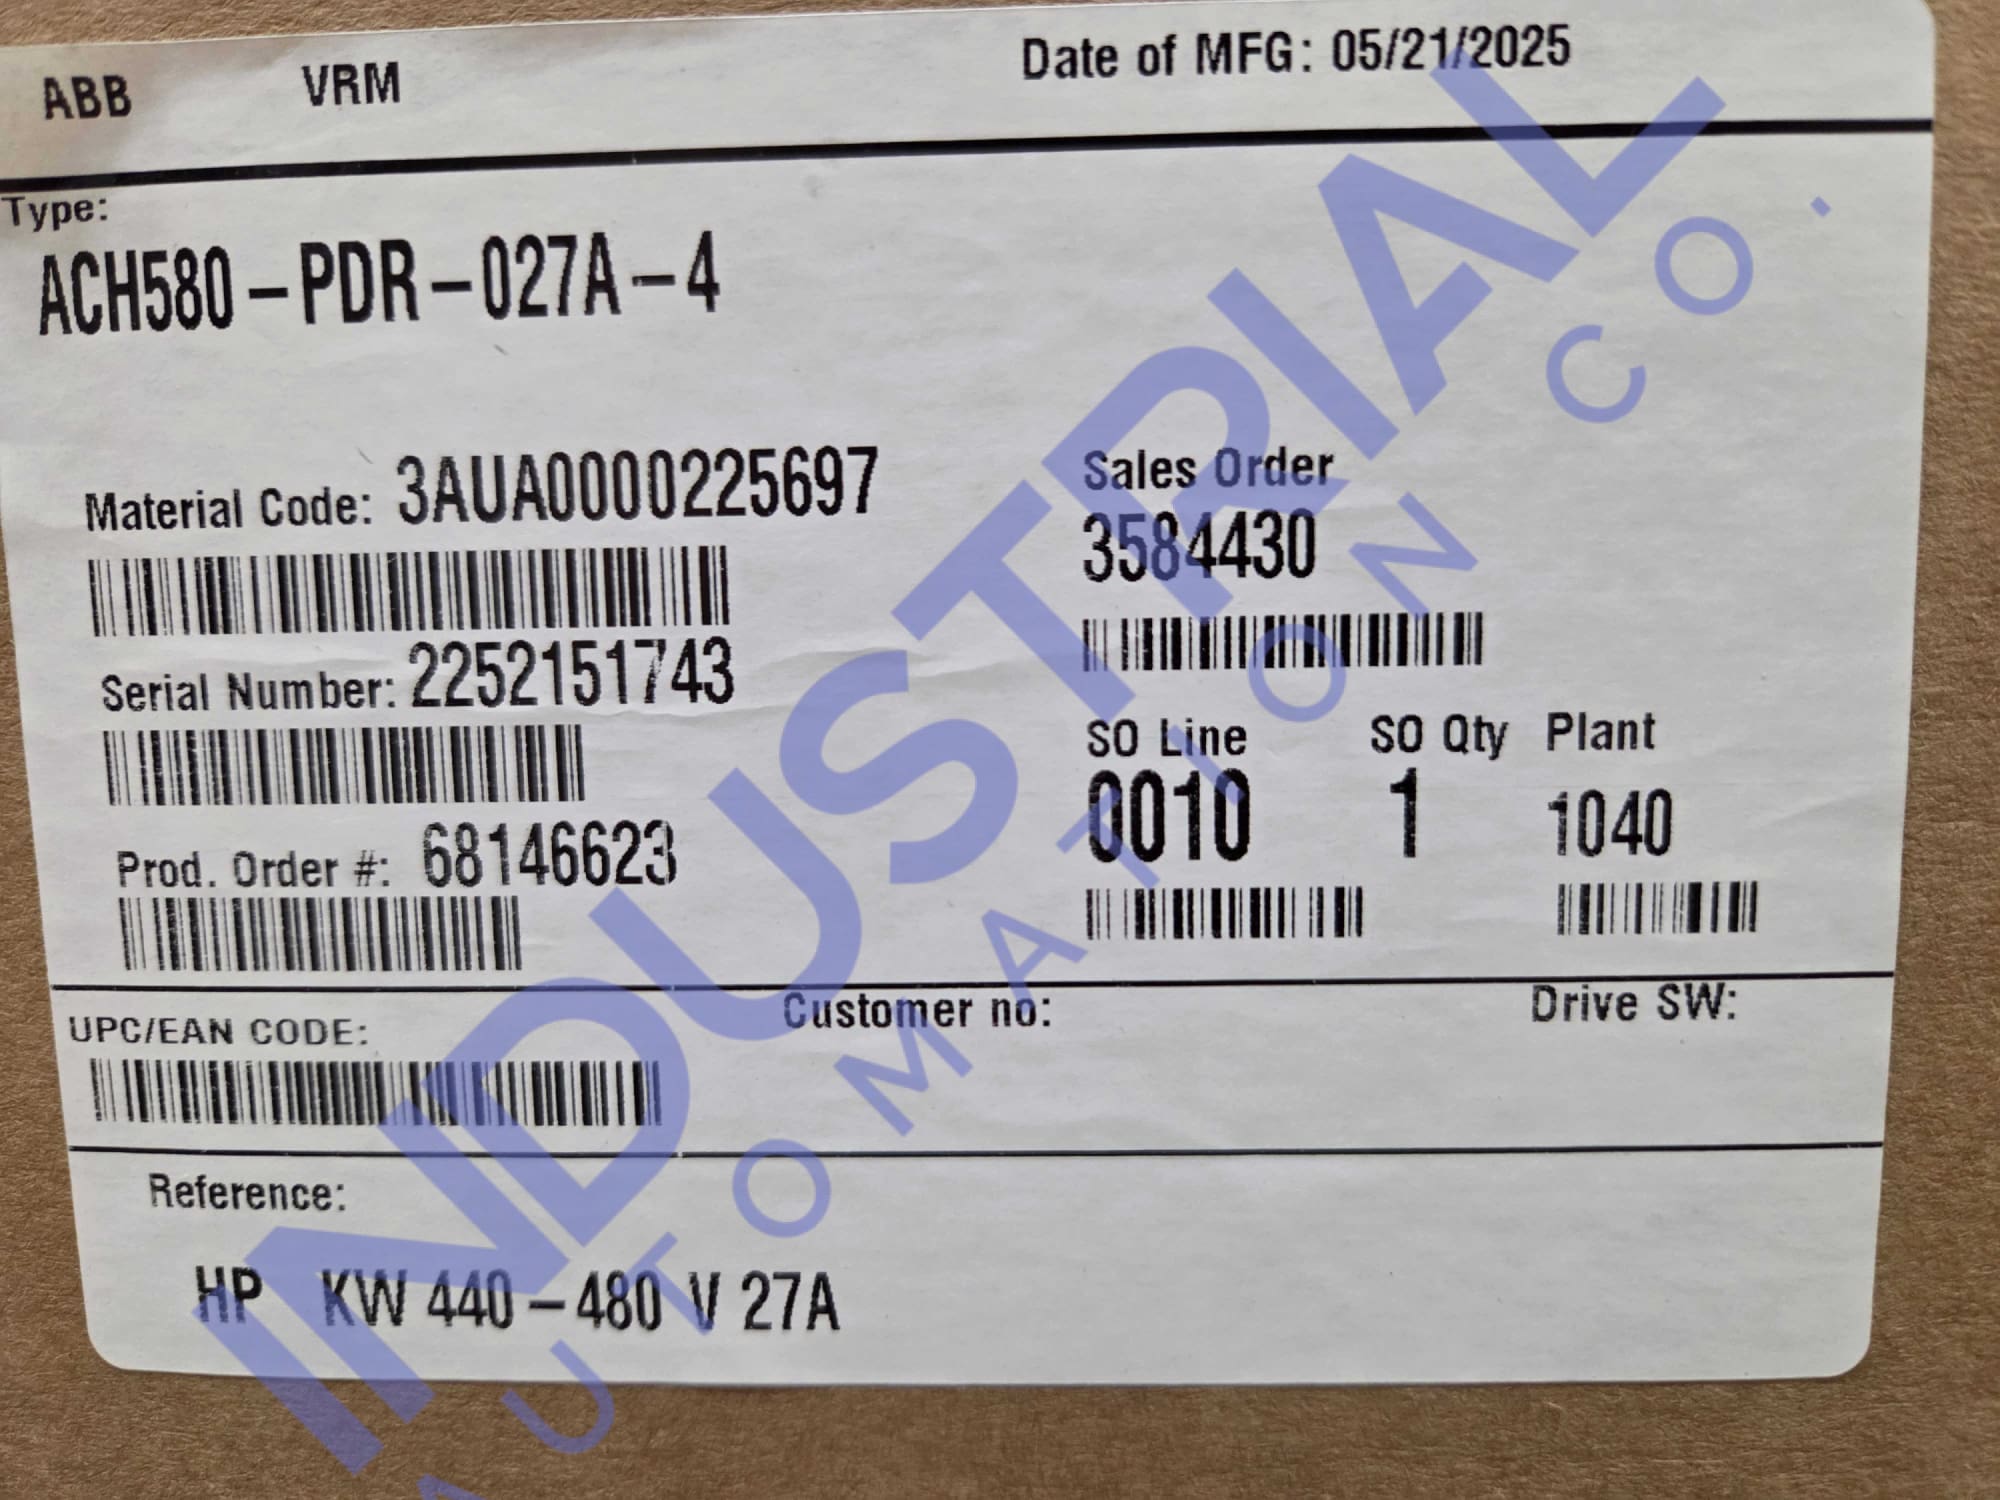 ABB VRM Date of MFG: 05/21/2025
Type:
ACH580-PDR-027A-4
Material Code: 3AUA0000225697
Serial Number: 2252151743
Prod. Order #: 68146623
Sales Order
3584430
SO Line SO Qty Plant
0010 1 1040
UPC/EAN CODE:
Customer no:
Drive SW:
Reference:
HP KW 440-480 V 27A
INDUSTRIAL
AUTOMATION CO.